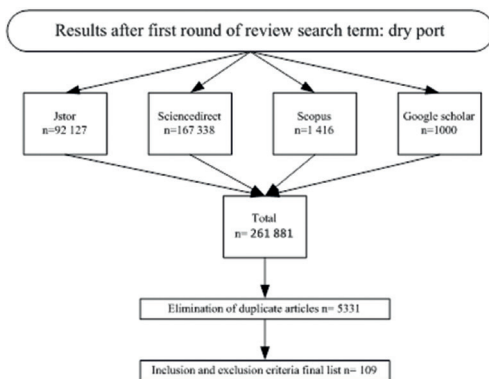 Results after first round of review search term: dry port
Jstor
n=92 127
Sciencedirect
n=167 338
Scopus
n=1 416
Google scholar
n=1000
Total
n= 261 881
Elimination of duplicate articles n= 5331
Inclusion and exclusion criteria final list n= 109